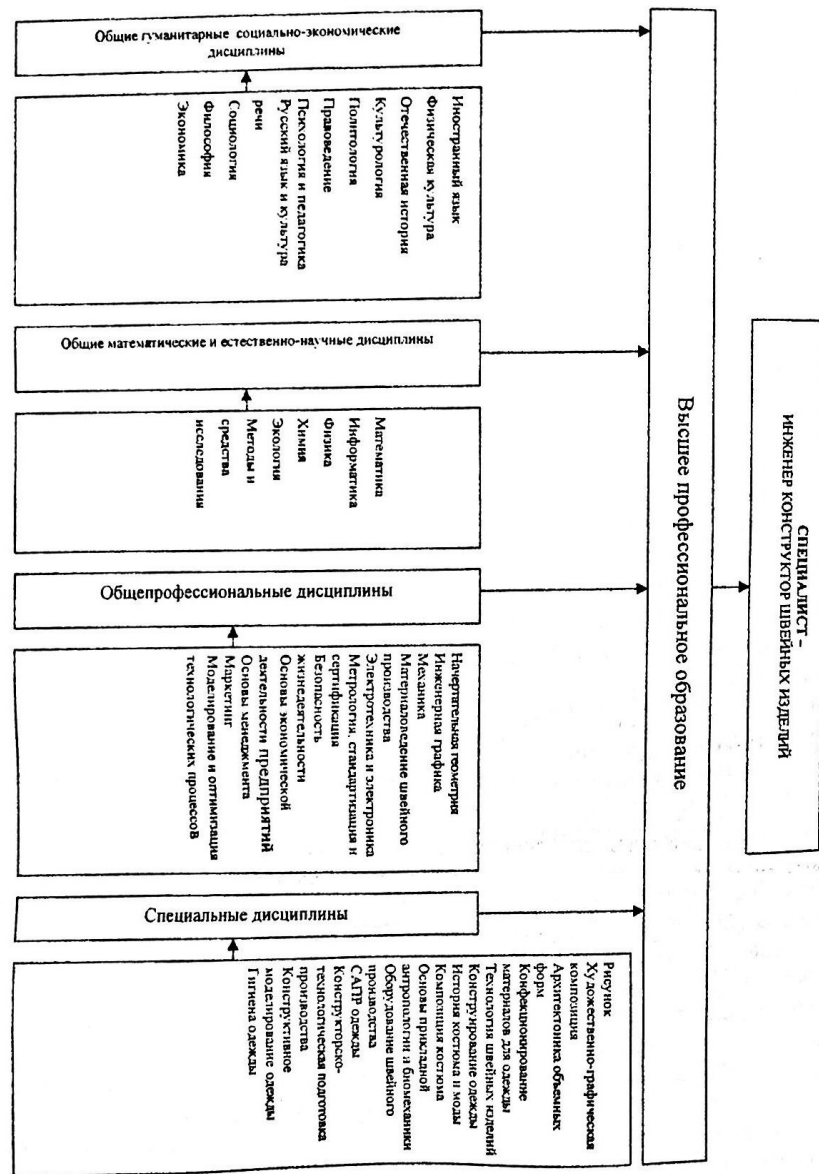 СПЕЦИАЛИСТ –
ИНЖЕНЕР КОНСТРУКТОР ШВЕЙНЫХ ИЗДЕЛИЙ
Высшее профессиональное образование
Общие гуманитарные социально-экономические
дисциплины
Иностранный язык
Физическая культура
Отечественная история
Культурология
Политология
Правоведение
Психология и педагогика
Русский язык и культура
речи
Социология
Философия
Экономика
Общие математические и естественно-научные дисциплины
Математика
Информатика
Физика
Химия
Экология
Методы и
средства
исследования
Общепрофессиональные дисциплины
Начертательная геометрия
Инженерная графика
Механика
Материаловедение швейного
производства
Электротехника и электроника
Метрология, стандартизация и
сертификация
Безопасность
жизнедеятельности
Основы экономической
деятельности предприятий
Основы менеджмента
Маркетинг
Моделирование и оптимизация
технологических процессов
Специальные дисциплины
Рисунок
Художественно-графическая
композиция
Архитектоника объемных
форм
Конфекционирование
материалов для одежды
Технология швейных изделий
Конструирование одежды
История костюма и моды
Композиция костюма
Основы прикладной
антропологии и биомеханики
Оборудование швейного
производства
САПР одежды
Конструкторско-
технологическая подготовка
производства
Конструктивное
моделирование одежды
Гигиена одежды